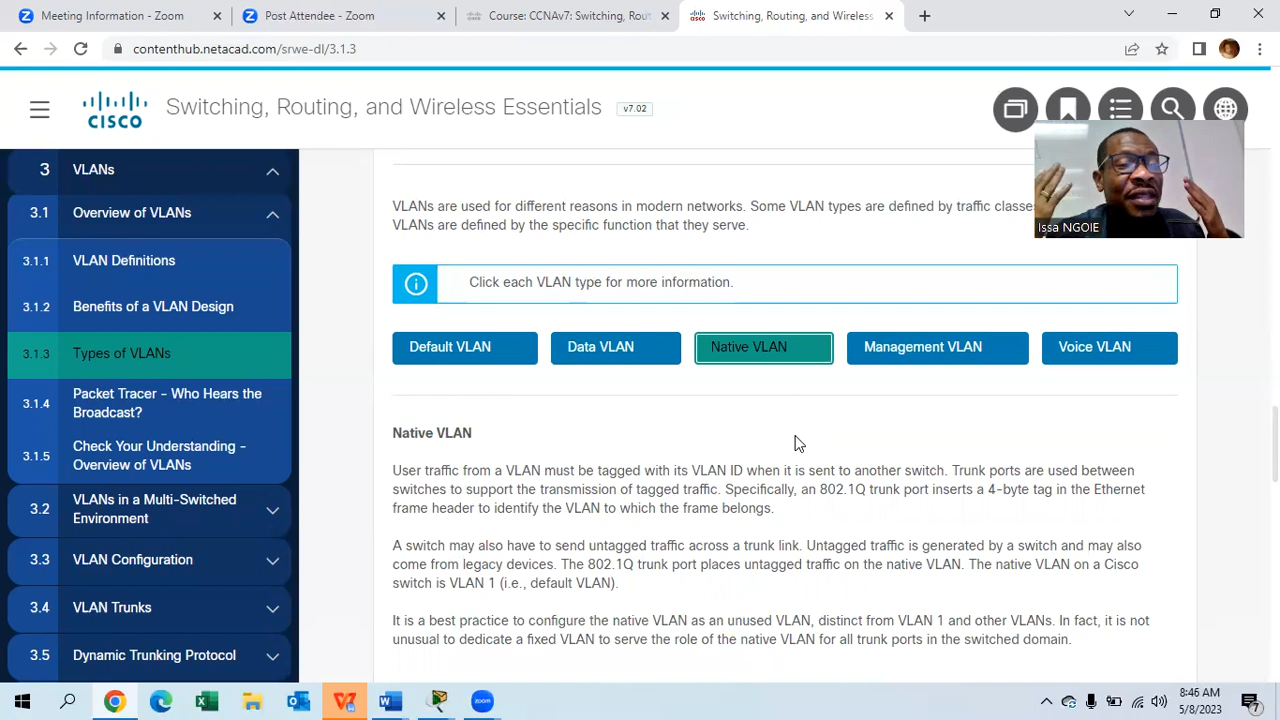 Meeting Information - Zoom
Post Attendee - Zoom
Course: CCNAv7: Switching, Rout
Switching, Routing, and Wireless
contenthub.netacad.com/srwe-dl/3.1.3
CISCO
Switching, Routing, and Wireless Essentials
v7.02
3 VLANs
3.1 Overview of VLANs
3.1.1 VLAN Definitions
3.1.2 Benefits of a VLAN Design
3.1.3 Types of VLANs
3.1.4 Packet Tracer - Who Hears the
Broadcast?
3.1.5 Check Your Understanding -
Overview of VLANs
3.2 VLANs in a Multi-Switched
Environment
3.3 VLAN Configuration
3.4 VLAN Trunks
3.5 Dynamic Trunking Protocol
VLANs are used for different reasons in modern networks. Some VLAN types are defined by traffic classes
VLANs are defined by the specific function that they serve.
Issa NGOIE
Click each VLAN type for more information.
Default VLAN
Data VLAN
Native VLAN
Management VLAN
Voice VLAN
Native VLAN
User traffic from a VLAN must be tagged with its VLAN ID when it is sent to another switch. Trunk ports are used between
switches to support the transmission of tagged traffic. Specifically, an 802.1Q trunk port inserts a 4-byte tag in the Ethernet
frame header to identify the VLAN to which the frame belongs.
A switch may also have to send untagged traffic across a trunk link. Untagged traffic is generated by a switch and may also
come from legacy devices. The 802.1Q trunk port places untagged traffic on the native VLAN. The native VLAN on a Cisco
switch is VLAN 1 (i.e., default VLAN).
It is a best practice to configure the native VLAN as an unused VLAN, distinct from VLAN 1 and other VLANs. In fact, it is not
unusual to dedicate a fixed VLAN to serve the role of the native VLAN for all trunk ports in the switched domain.
zoom
8:46 AM
5/8/2023
7